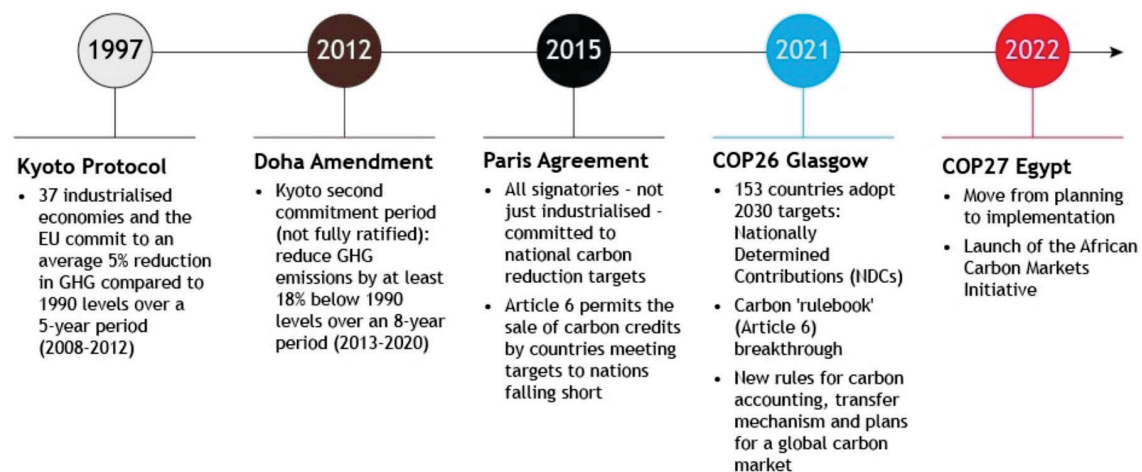 1997
2012
2015
2021
2022
Kyoto Protocol
• 37 industrialised
economies and the
EU commit to an
average 5% reduction
in GHG compared to
1990 levels over a
5-year period
(2008-2012)
Doha Amendment
• Kyoto second
commitment period
(not fully ratified):
reduce GHG
emissions by at least
18% below 1990
levels over an 8-year
period (2013-2020)
Paris Agreement
• All signatories - not
just industrialised -
committed to
national carbon
reduction targets
• Article 6 permits the
sale of carbon credits
by countries meeting
targets to nations
falling short
COP26 Glasgow
• 153 countries adopt
2030 targets:
Nationally
Determined
Contributions (NDCs)
• Carbon 'rulebook'
(Article 6)
breakthrough
• New rules for carbon
accounting, transfer
mechanism and plans
for a global carbon
market
COP27 Egypt
• Move from planning
to implementation
• Launch of the African
Carbon Markets
Initiative